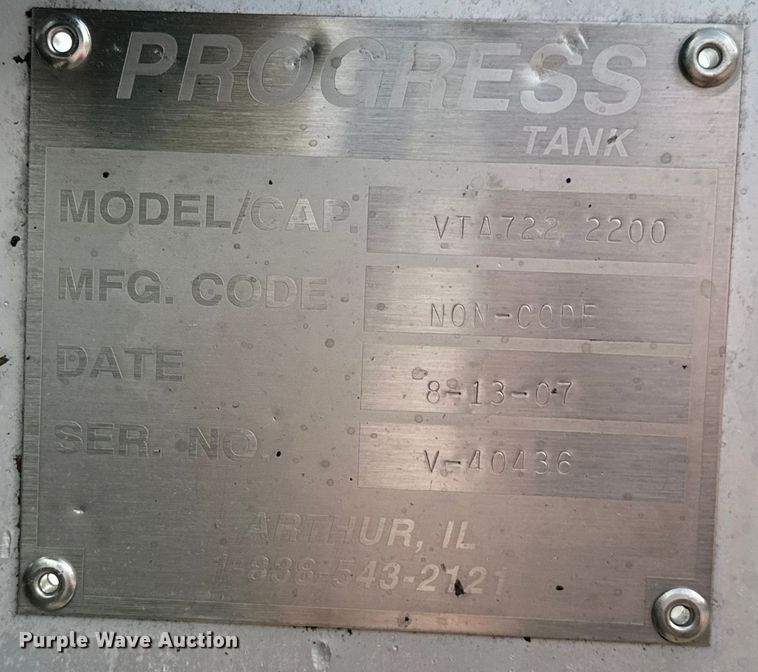 PROGRESS
TANK
MODEL/CAP. VTA722 2200
MFG. CODE NON-CODE
DATE 8-13-07
SER. NO. V-40436
ARTHUR, IL
1-838-543-2121
Purple Wave Auction